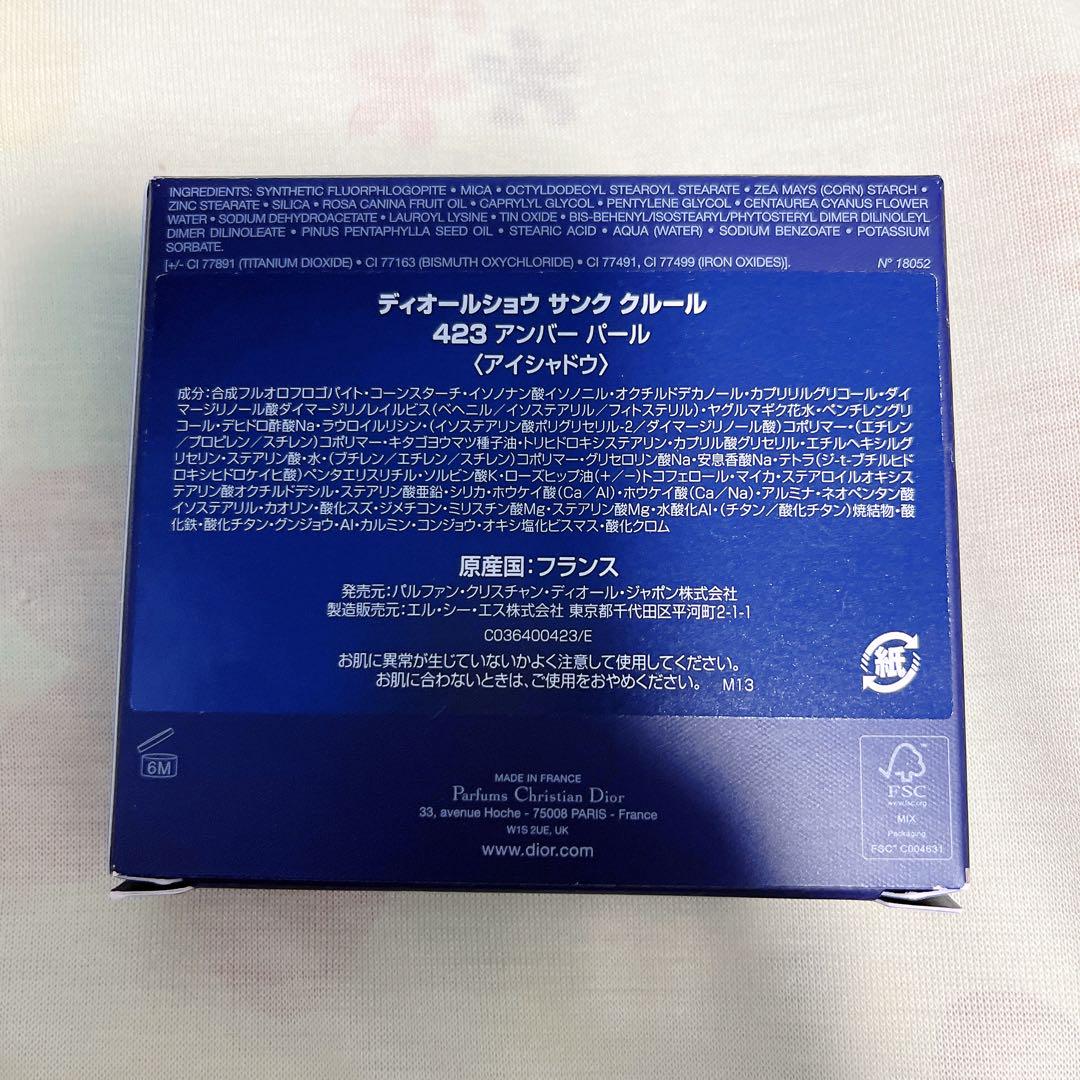 INGREDIENTS: SYNTHETIC FLUORPHLOGOPITE • MICA • OCTYLDODECYL STEAROYL STEARATE • ZEA MAYS (CORN) STARCH •
ZINC STEARATE • SILICA • ROSA CANINA FRUIT OIL • CAPRYLYL GLYCOL • PENTYLENE GLYCOL • CENTAUREA CYANUS FLOWER
WATER • SODIUM DEHYDROACETATE • LAUROYL LYSINE • TIN OXIDE • BIS-BEHENYL/ISOSTEARYL/PHYTOSTERYL DIMER DILINOLEYL
DIMER DILINOLEATE • PINUS PENTAPHYLLA SEED OIL • STEARIC ACID • AQUA (WATER) • SODIUM BENZOATE • POTASSIUM
SORBATE.
[+/- CI 77891 (TITANIUM DIOXIDE) • CI 77163 (BISMUTH OXYCHLORIDE) • CI 77491, CI 77499 (IRON OXIDES)]. N° 18052
ディオールショウ サンク クルール
423 アンバー パール
〈アイシャドウ〉
成分:合成フルオロフロゴパイト・コーンスターチ・イソノナン酸イソノニル・オクチルドデカノール・カプリリルグリコール・ダイ
マージリノール酸ダイマージリノレイルビス(ベヘニル/イソステアリル/フィトステリル)・ヤグルマギク花水・ペンチレングリ
コール・デヒドロ酢酸Na・ラウロイルリシン・(イソステアリン酸ポリグリセリル-2/ダイマージリノール酸)コポリマー・(エチレン
/プロピレン/スチレン)コポリマー・キタゴヨウマツ種子油・トリヒドロキシステアリン・カプリル酸グリセリル・エチルヘキシルグ
リセリン・ステアリン酸・水・(ブチレン/エチレン/スチレン)コポリマー・グリセロリン酸Na・安息香酸Na・テトラ(ジ-t-ブチルヒド
ロキシヒドロケイヒ酸)ペンタエリスリチル・ソルビン酸K・ローズヒップ油(+/-)トコフェロール・マイカ・ステアロイルオキシス
テアリン酸オクチルドデシル・ステアリン酸亜鉛・シリカ・ホウケイ酸(Ca/Al)・ホウケイ酸(Ca/Na)・アルミナ・ネオペンタン酸
イソステアリル・カオリン・酸化スズ・ジメチコン・ミリスチン酸Mg・ステアリン酸Mg・水酸化Al・(チタン/酸化チタン)焼結物・酸
化鉄・酸化チタン・グンジョウ・Al・カルミン・コンジョウ・オキシ塩化ビスマス・酸化クロム
原産国:フランス
発売元:パルファン・クリスチャン・ディオール・ジャポン株式会社
製造販売元:エル・シー・エス株式会社 東京都千代田区平河町2-1-1
C036400423/E
お肌に異常が生じていないかよく注意して使用してください。
お肌に合わないときは、ご使用をおやめください。 M13
紙
6M
MADE IN FRANCE
Parfums Christian Dior
33, avenue Hoche - 75008 PARIS - France
W1S 2UE, UK
www.dior.com
FSC
www.fsc.org
MIX
Packaging
FSC® C004631